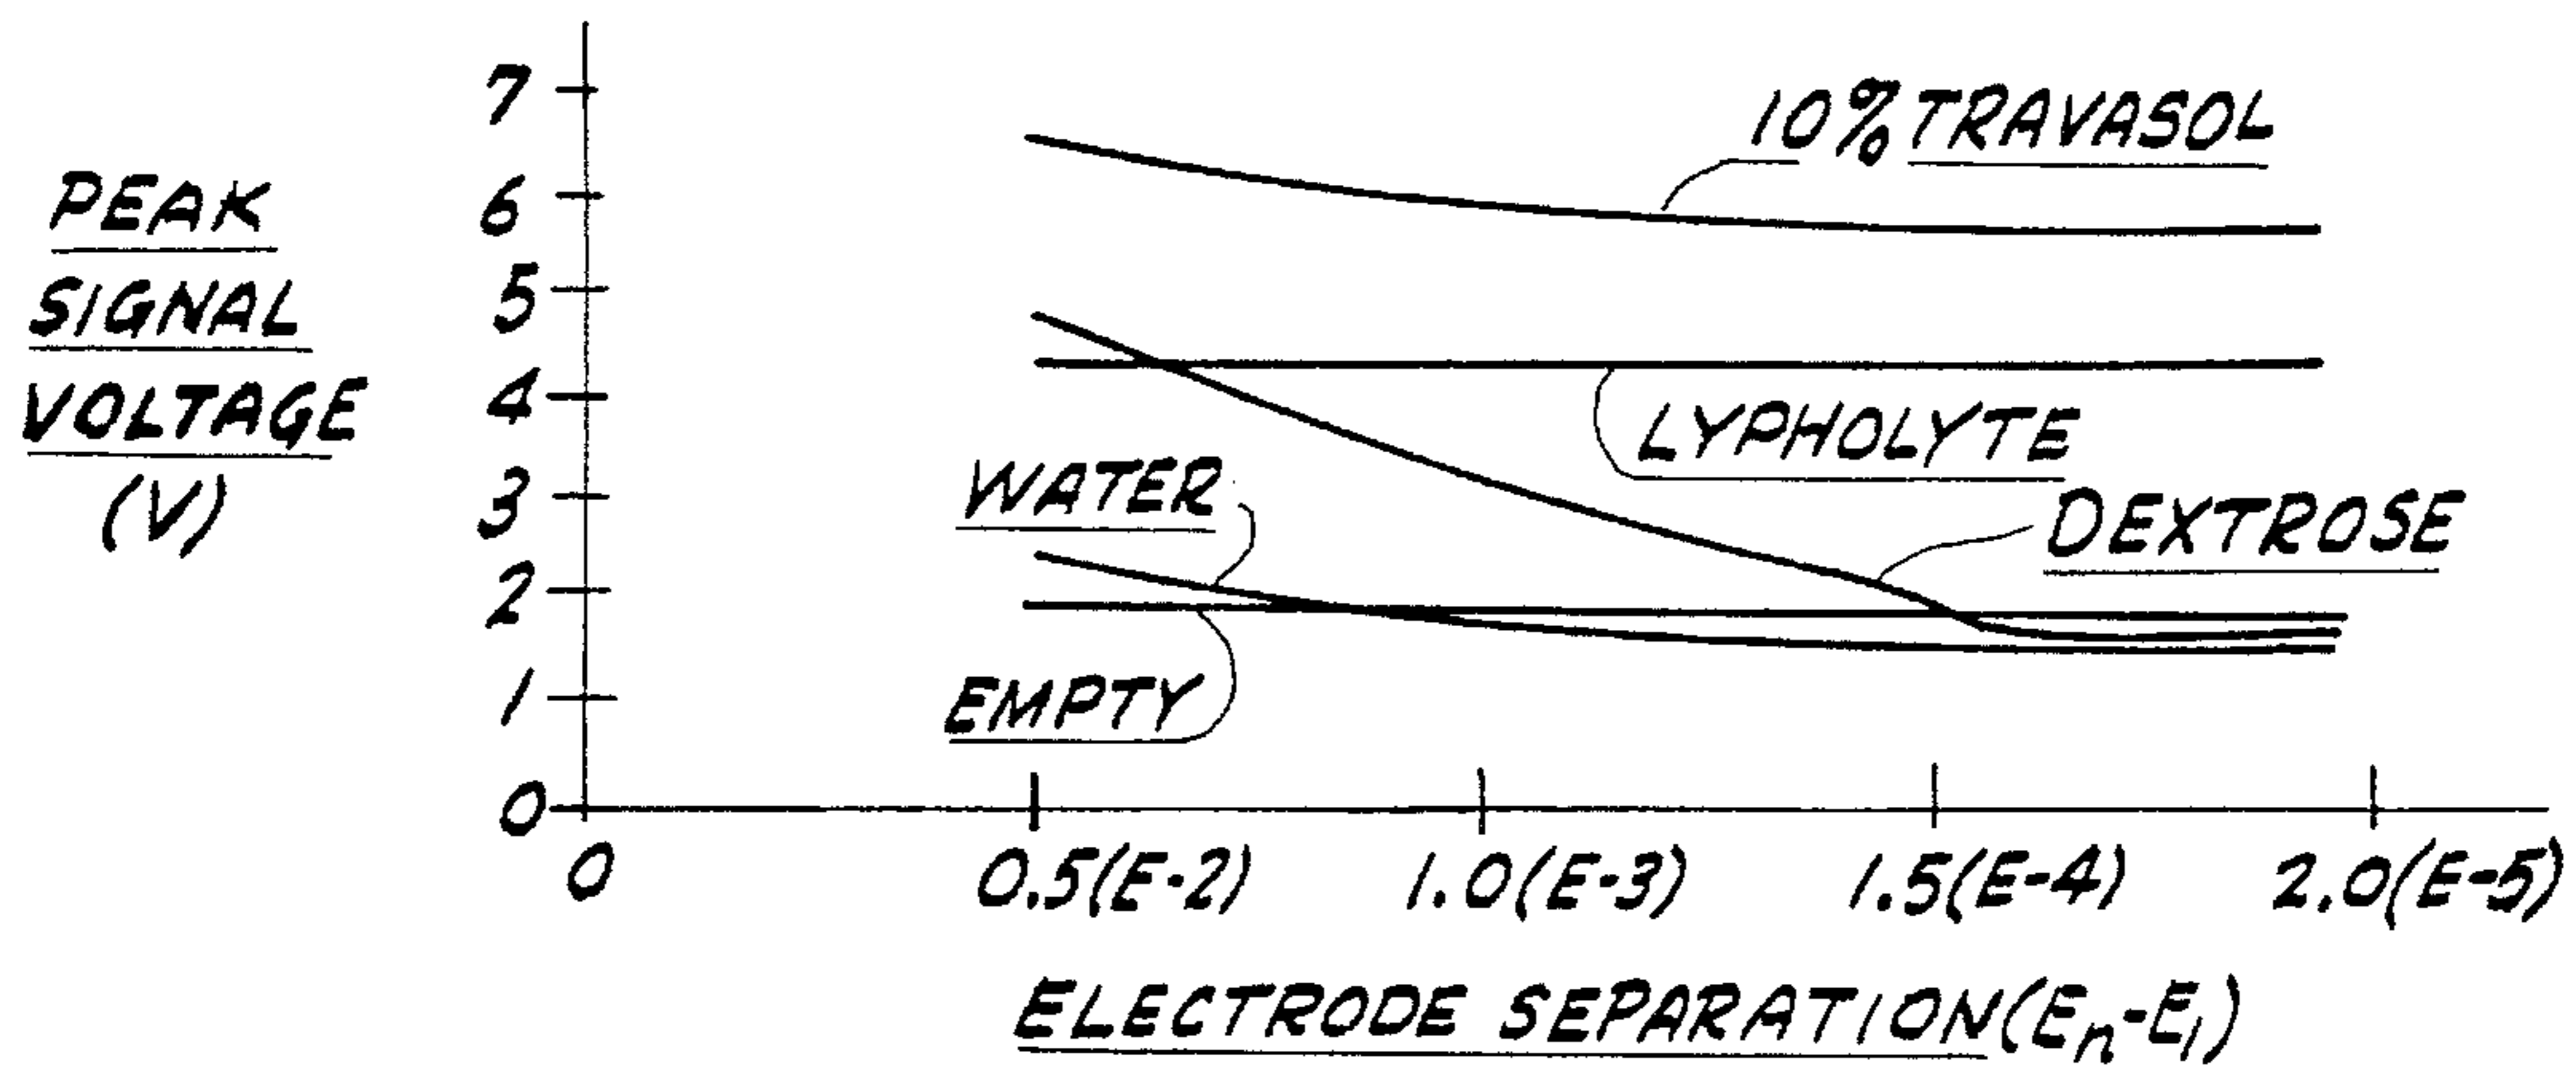 PEAK
SIGNAL
VOLTAGE
(V)
7
6
5
4
3
2
1
0
10% TRAVASOL
LYPHOLYTE
WATER
DEXTROSE
EMPTY
0
0.5(E-2)
1.0(E-3)
1.5(E-4)
2.0(E-5)
ELECTRODE SEPARATION(En-E1)